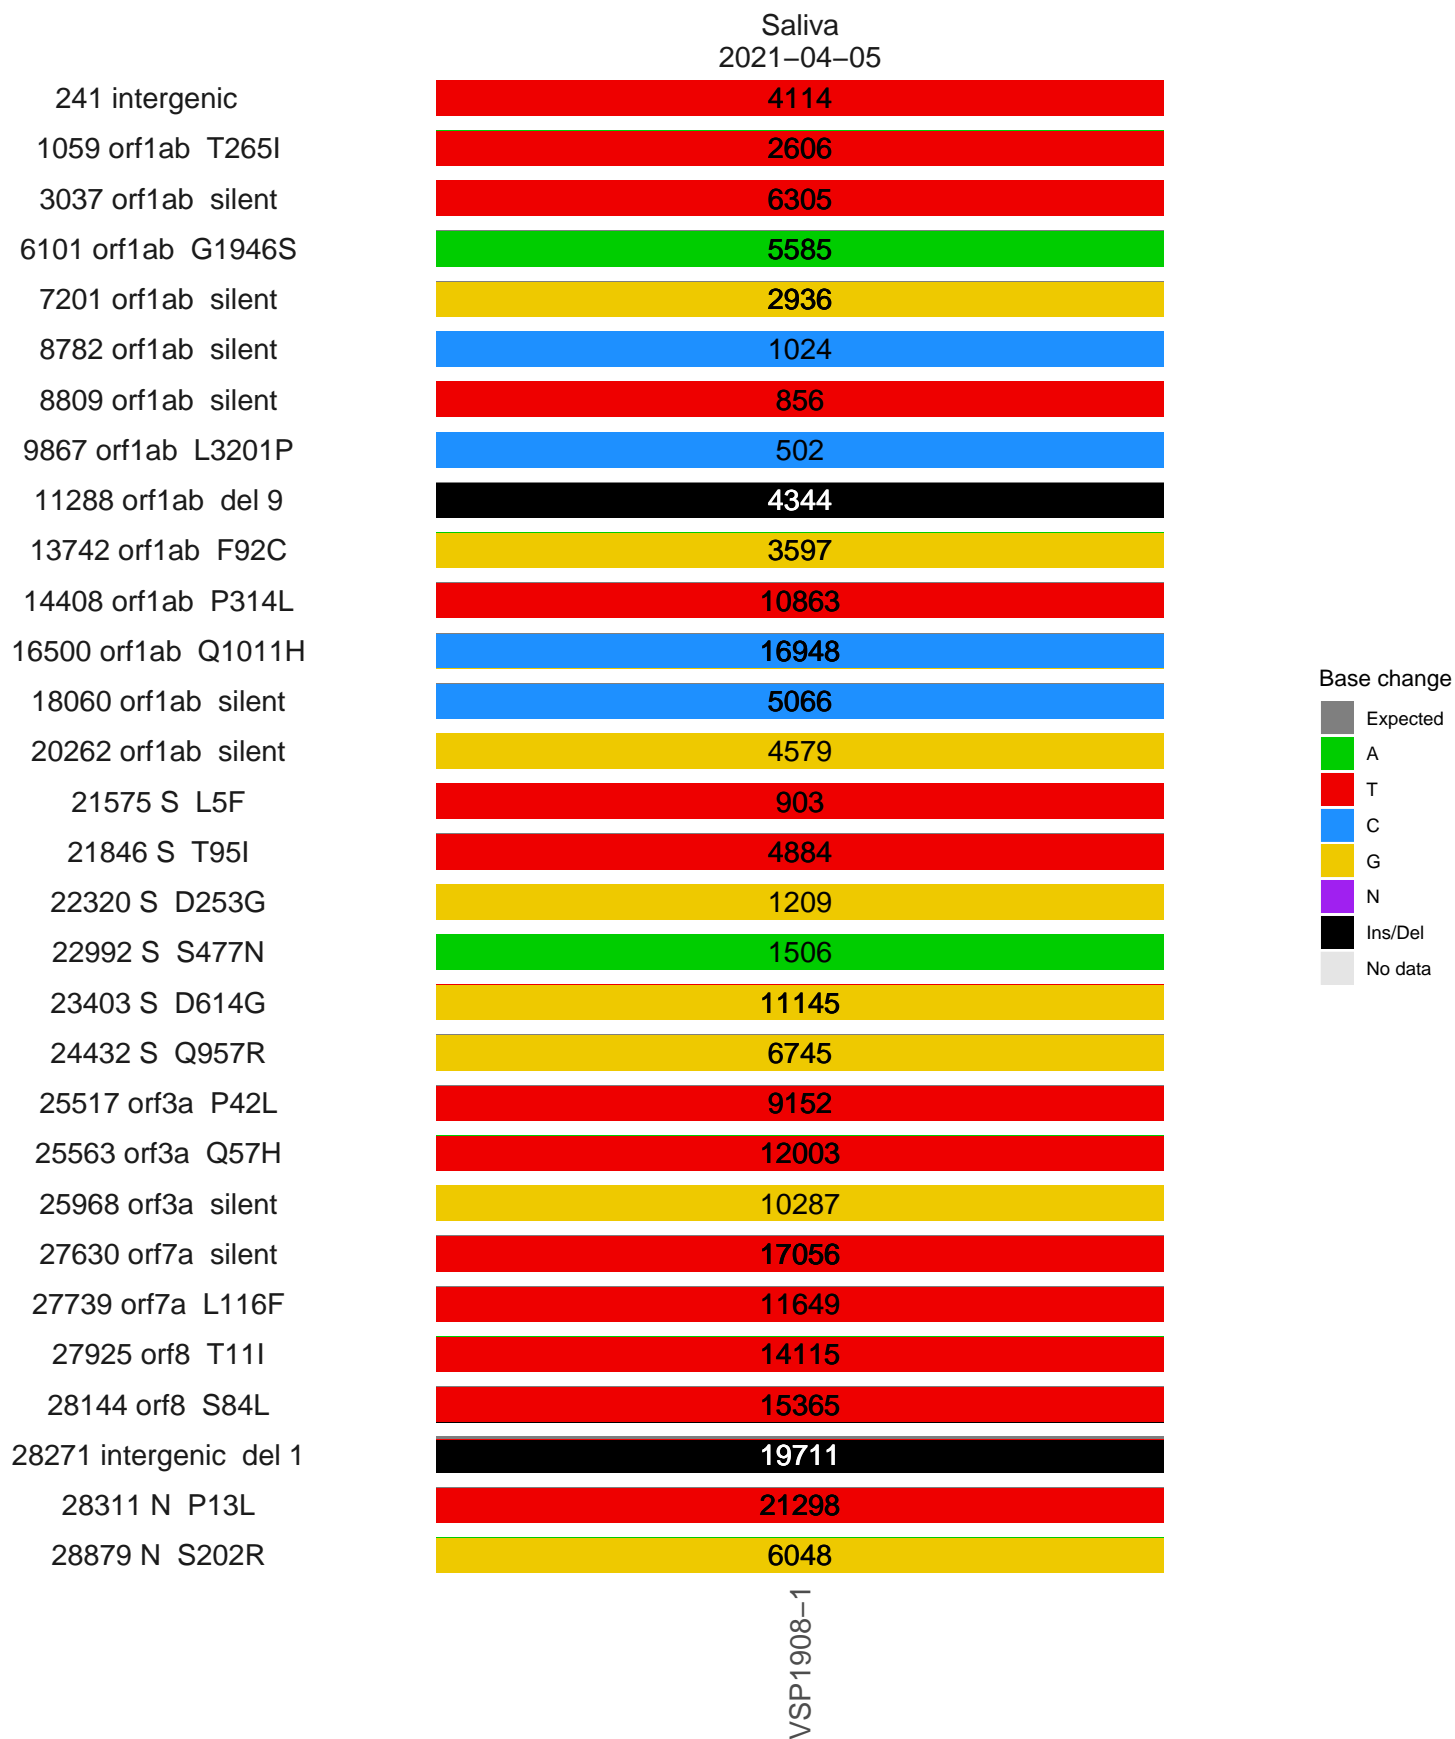 Saliva
2021−04−05
241 intergenic 4114
1059 orf1ab T265I 2606
3037 orf1ab silent 6305
6101 orf1ab G1946S 5585
7201 orf1ab silent 2936
8782 orf1ab silent 1024
8809 orf1ab silent 856
9867 orf1ab L3201P 502
11288 orf1ab del 9 4344
13742 orf1ab F92C 3597
14408 orf1ab P314L 10863
16500 orf1ab Q1011H 16948
18060 orf1ab silent 5066
20262 orf1ab silent 4579
21575 S L5F 903
21846 S T95I 4884
22320 S D253G 1209
22992 S S477N 1506
23403 S D614G 11145
24432 S Q957R 6745
25517 orf3a P42L 9152
25563 orf3a Q57H 12003
25968 orf3a silent 10287
27630 orf7a silent 17056
27739 orf7a L116F 11649
27925 orf8 T11I 14115
28144 orf8 S84L 15365
28271 intergenic del 1 19711
28311 N P13L 21298
28879 N S202R 6048
VSP1908−1
Base change
Expected
A
T
C
G
N
Ins/Del
No data